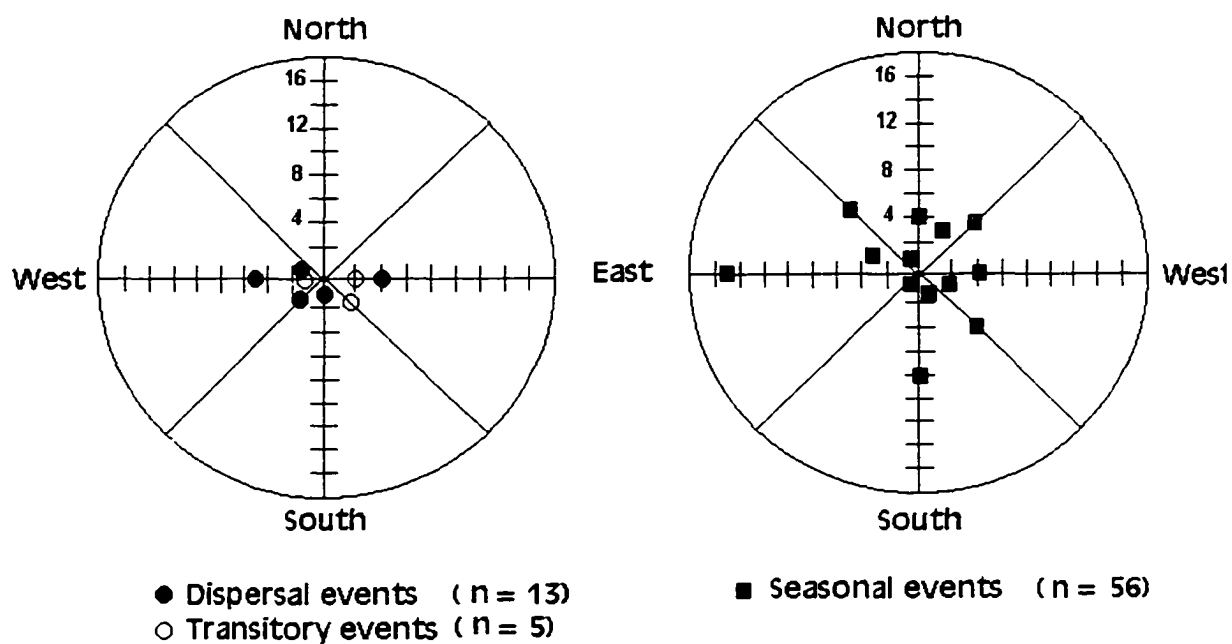 North
16
12
8
4
West
South
● Dispersal events (n = 13)
○ Transitory events (n = 5)
North
16
12
8
4
East
West
South
■ Seasonal events (n = 56)